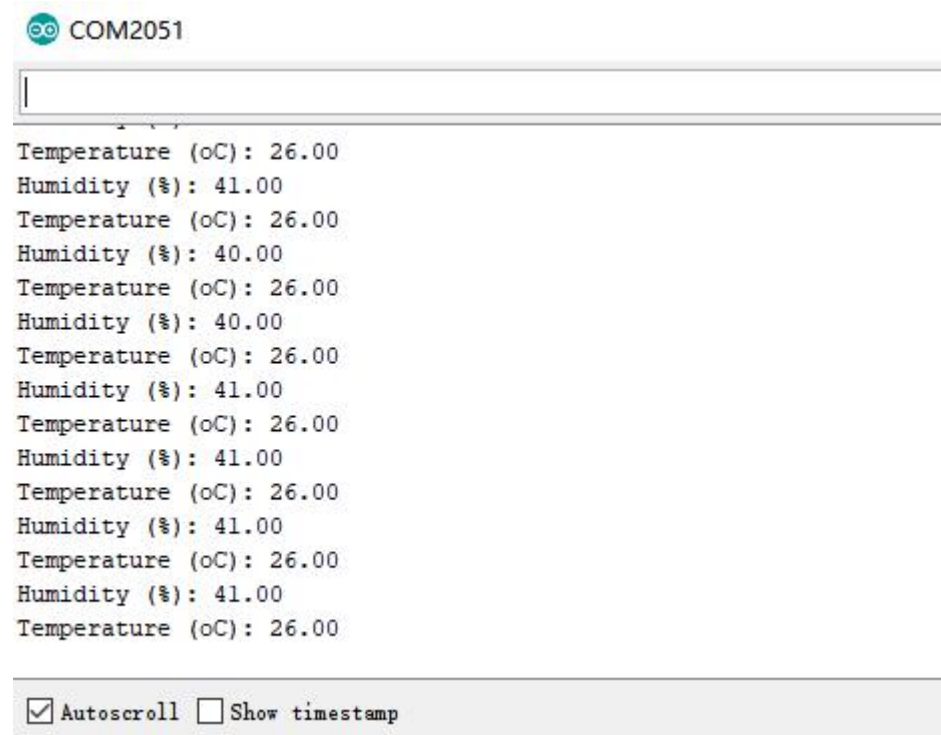 COM2051
Temperature (oC): 26.00
Humidity (%): 41.00
Temperature (oC): 26.00
Humidity (%): 40.00
Temperature (oC): 26.00
Humidity (%): 40.00
Temperature (oC): 26.00
Humidity (%): 41.00
Temperature (oC): 26.00
Humidity (%): 41.00
Temperature (oC): 26.00
Humidity (%): 41.00
Temperature (oC): 26.00
Humidity (%): 41.00
Temperature (oC): 26.00
Autoscroll Show timestamp